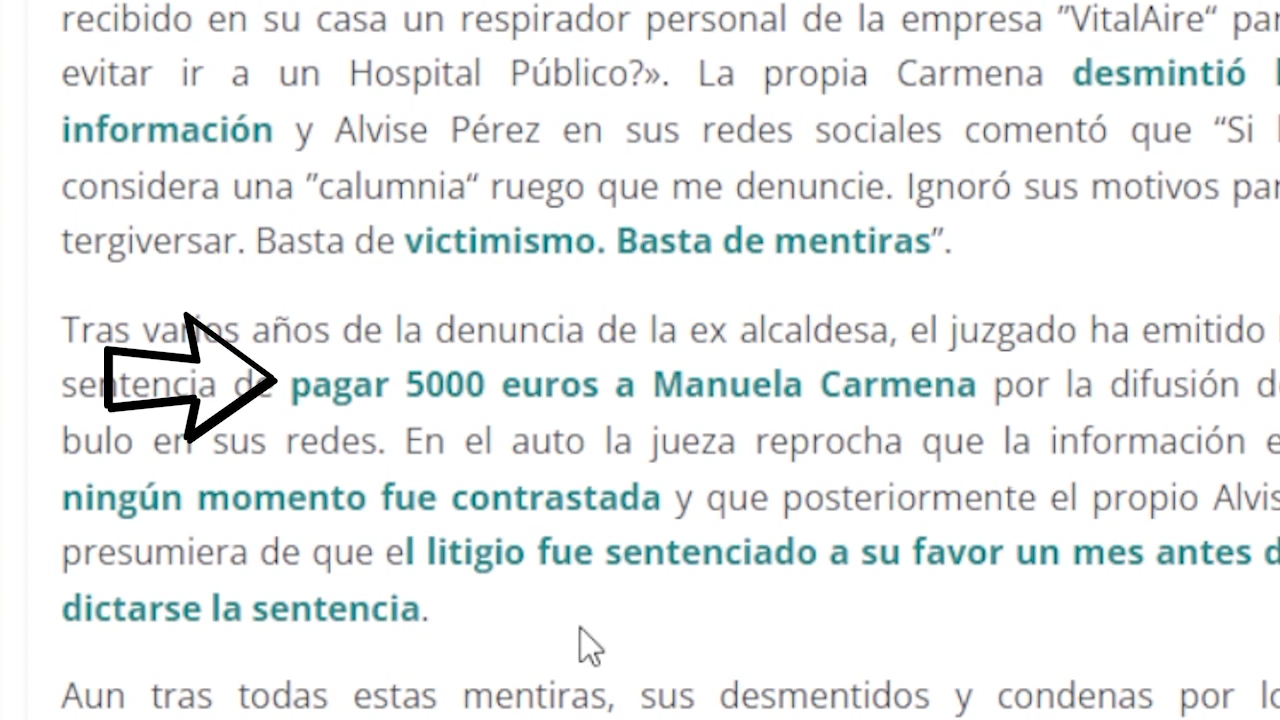 recibido en su casa un respirador personal de la empresa ”VitalAire“
evitar ir a un Hospital Público?». La propia Carmena desmintió
información y Alvise Pérez en sus redes sociales comentó que “Si
considera una ”calumnia“ ruego que me denuncie. Ignoró sus motivos
tergiversar. Basta de victimismo. Basta de mentiras”.
Tras varios años de la denuncia de la ex alcaldesa, el juzgado ha emitido
sentencia de pagar 5000 euros a Manuela Carmena por la difusión
bulo en sus redes. En el auto la jueza reprocha que la información
ningún momento fue contrastada y que posteriormente el propio
presumiera de que el litigio fue sentenciado a su favor un mes antes
dictarse la sentencia.
Aun tras todas estas mentiras, sus desmentidos y condenas por